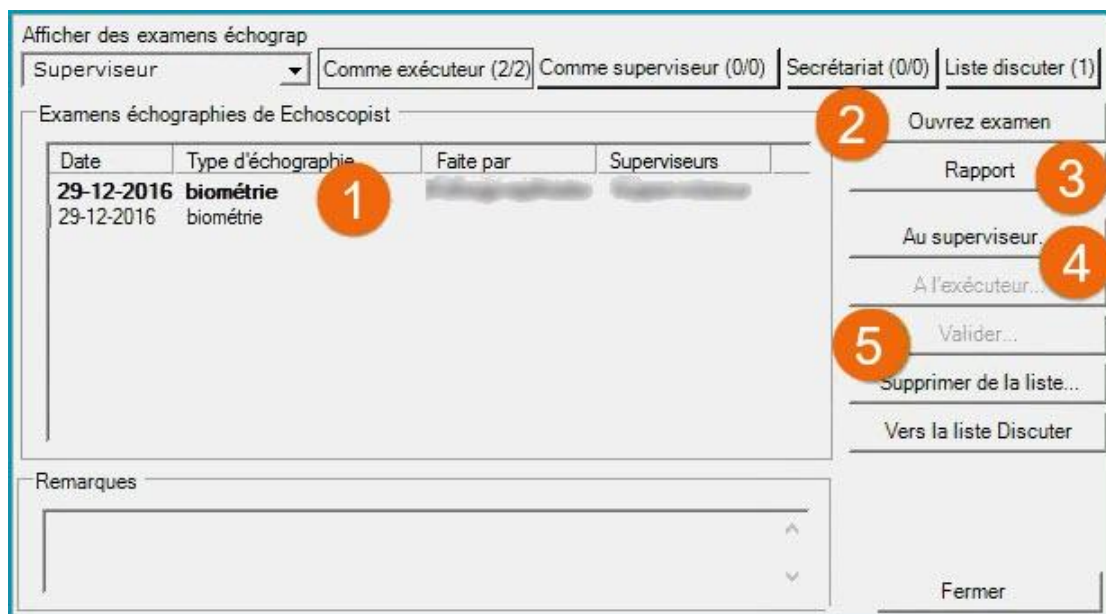 Afficher des examens échograp
Superviseur
Comme exécuteur (2/2) Comme superviseur (0/0) Secrétariat (0/0) Liste discuter (1)
Examens échographies de Echoscopist
Date Type d'échographie Faite par Superviseurs
29-12-2016 biométrie
29-12-2016 biométrie
1
2
Ouvrez examen
Rapport
3
Au superviseur.
4
A l'exécuteur...
Valider...
5
Supprimer de la liste...
Vers la liste Discuter
Remarques
Fermer